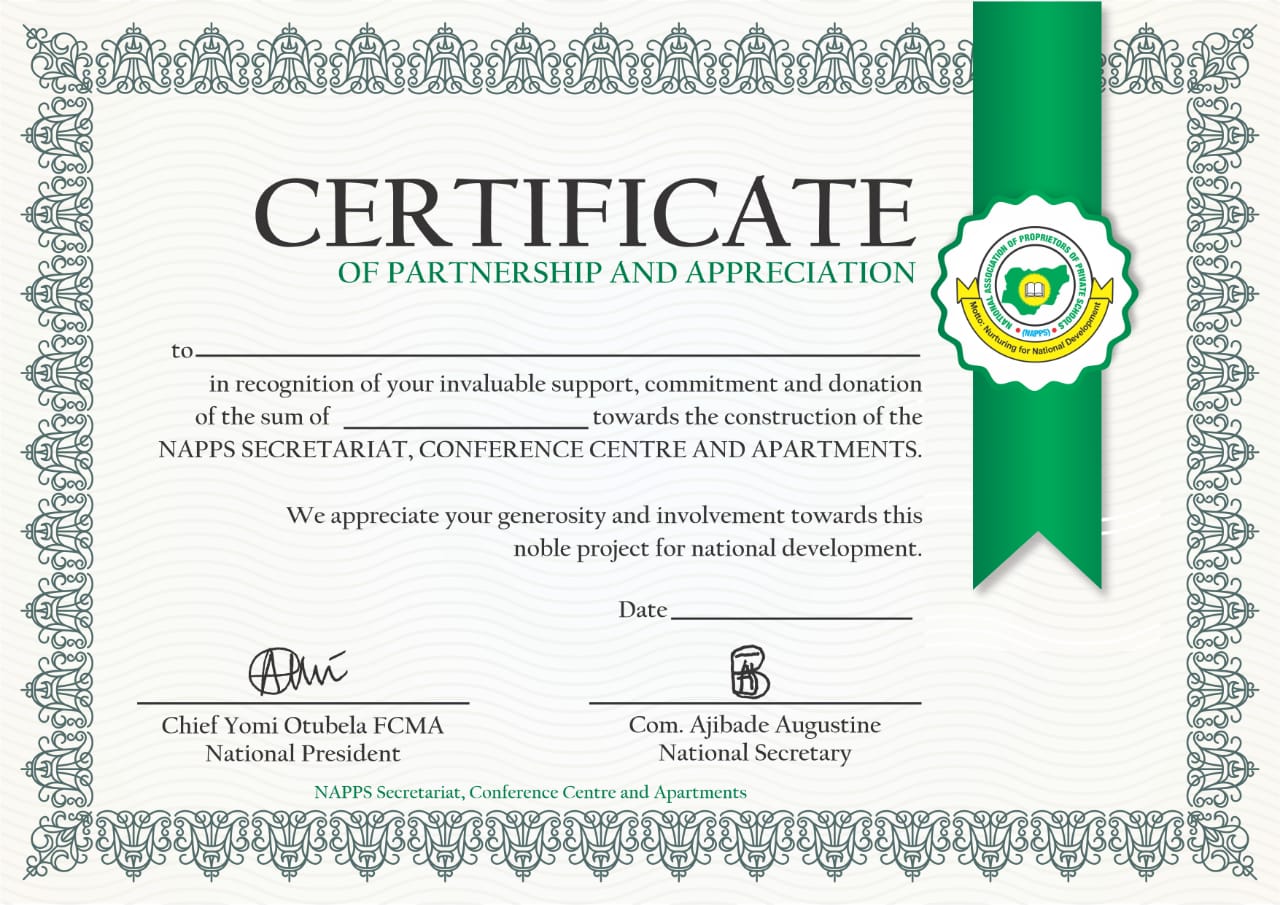 CERTIFICATE
OF PARTNERSHIP AND APPRECIATION
NATIONAL ASSOCIATION OF PROPRIETORS OF PRIVATE SCHOOLS
(NAPPS)
Motto: Nurturing for National Development
to
in recognition of your invaluable support, commitment and donation
of the sum of towards the construction of the
NAPPS SECRETARIAT, CONFERENCE CENTRE AND APARTMENTS.
We appreciate your generosity and involvement towards this
noble project for national development.
Date
Chief Yomi Otubela FCMA
National President
Com. Ajibade Augustine
National Secretary
NAPPS Secretariat, Conference Centre and Apartments